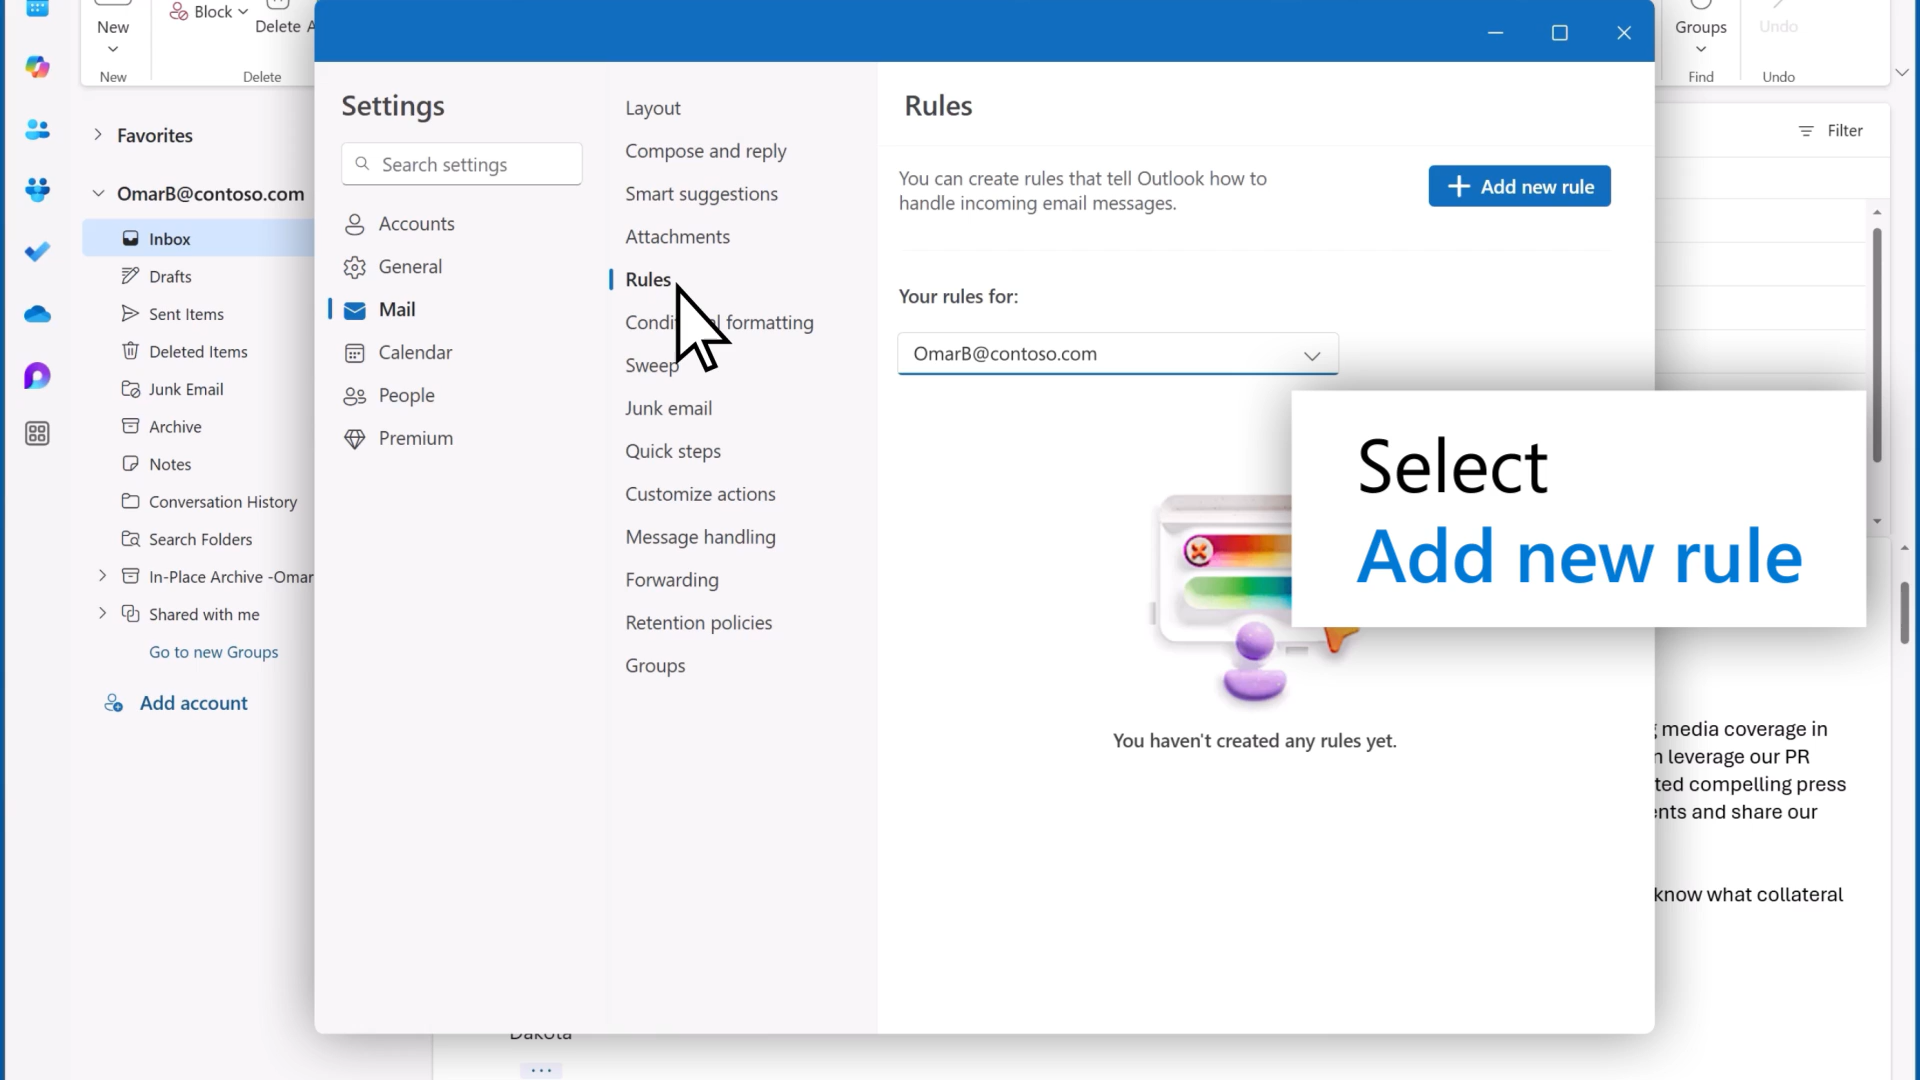 New
New
Block
Delete
Delete
Groups
Find
Undo
Undo
Favorites
OmarB@contoso.com
Inbox
Drafts
Sent Items
Deleted Items
Junk Email
Archive
Notes
Conversation History
Search Folders
In-Place Archive -Omar
Shared with me
Go to new Groups
Add account
Settings
Search settings
Accounts
General
Mail
Calendar
People
Premium
Layout
Compose and reply
Smart suggestions
Attachments
Rules
formatting
Sweep
Junk email
Quick steps
Customize actions
Message handling
Forwarding
Retention policies
Groups
Rules
You can create rules that tell Outlook how to
handle incoming email messages.
Add new rule
Your rules for:
OmarB@contoso.com
You haven't created any rules yet.
Select
Add new rule
Filter
media coverage in
leverage our PR
compelling press
and share our
know what collateral
Dakota